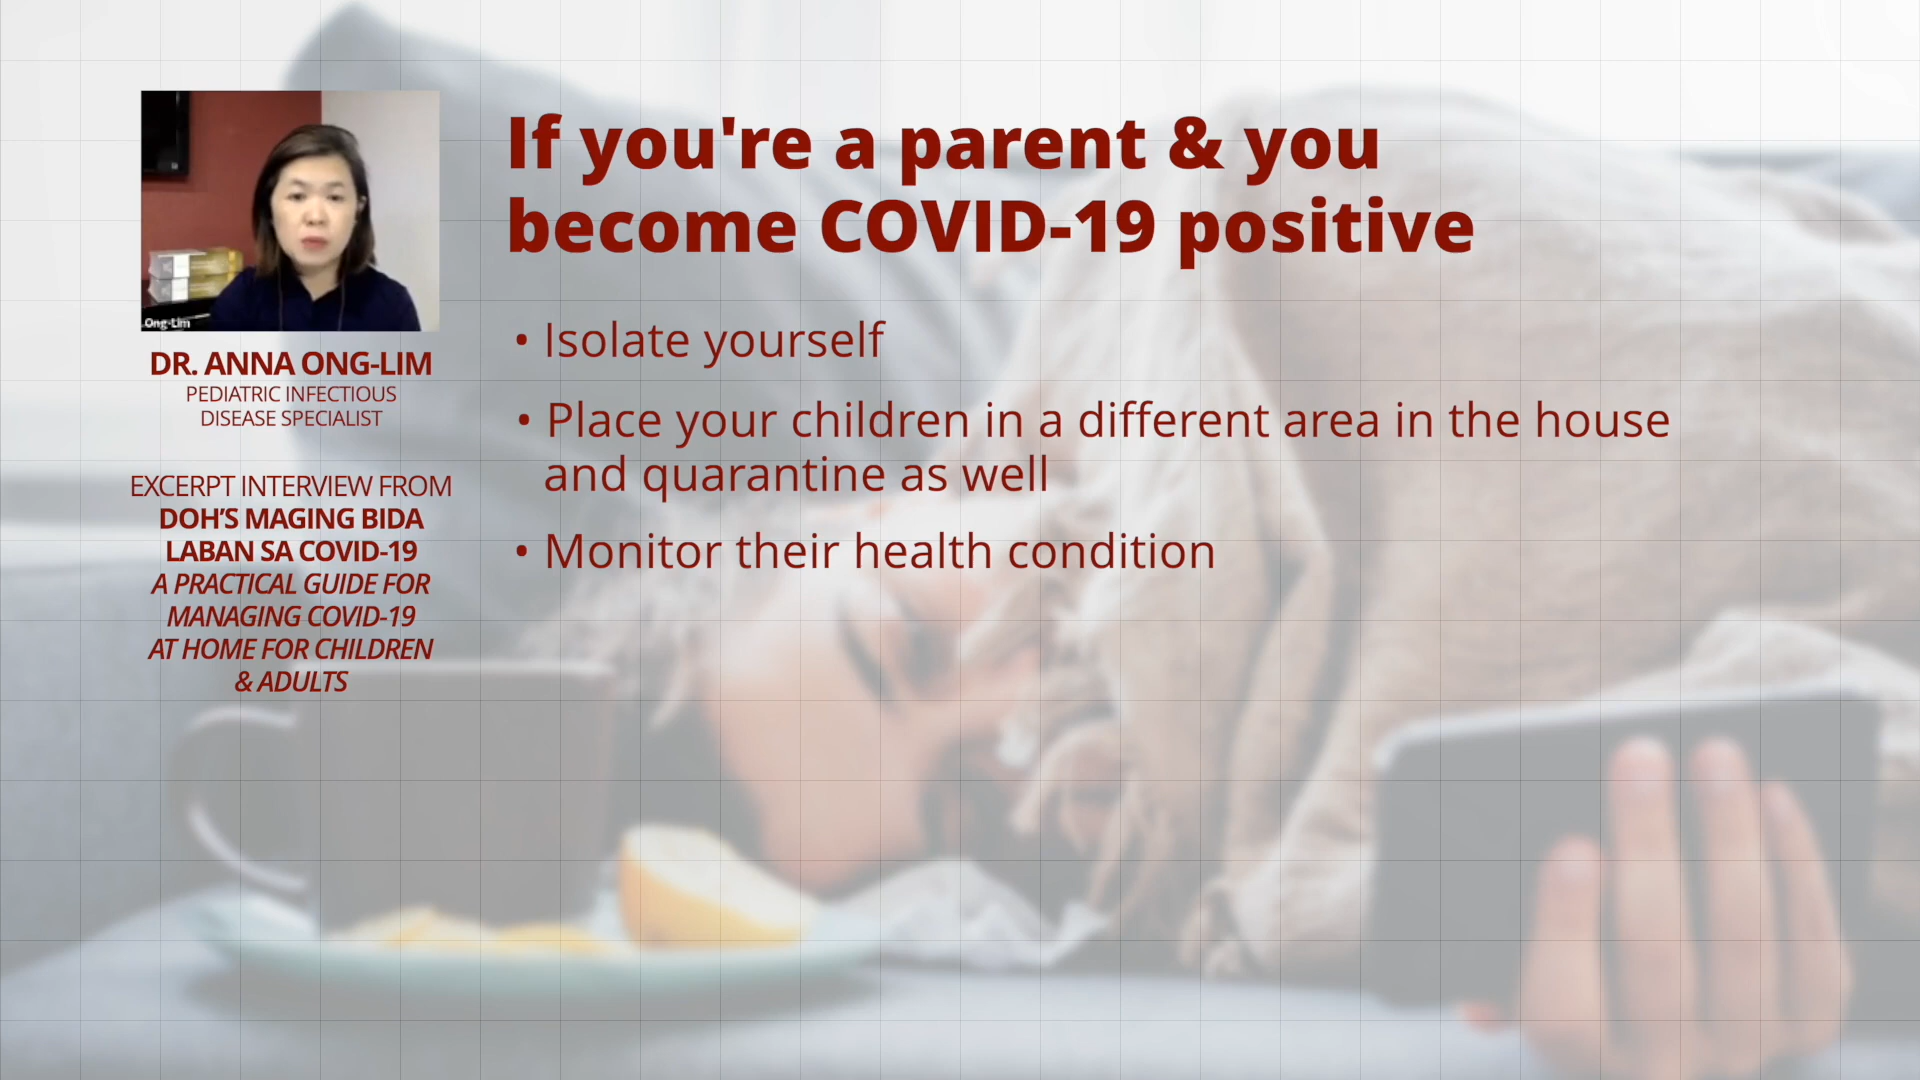 If you're a parent & you
become COVID-19 positive
• Isolate yourself
• Place your children in a different area in the house
and quarantine as well
• Monitor their health condition
Ong-Lim
DR. ANNA ONG-LIM
PEDIATRIC INFECTIOUS
DISEASE SPECIALIST
EXCERPT INTERVIEW FROM
DOH’S MAGING BIDA
LABAN SA COVID-19
A PRACTICAL GUIDE FOR
MANAGING COVID-19
AT HOME FOR CHILDREN
& ADULTS